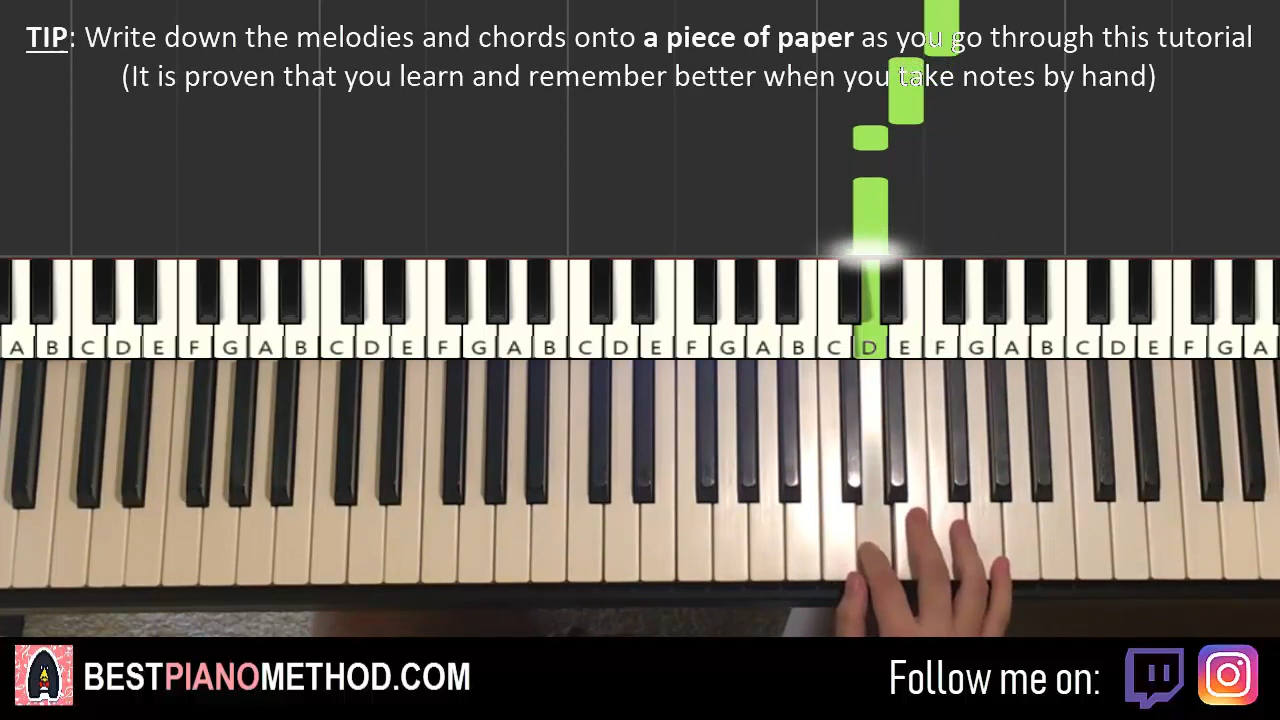 TIP: Write down the melodies and chords onto a piece of paper as you go through this tutorial
(It is proven that you learn and remember better when you take notes by hand)
A B C D E F G A B C D E F G A B C D E F G A B C D E F G A B C D E F G A
BESTPIANOMETHOD.COM Follow me on: